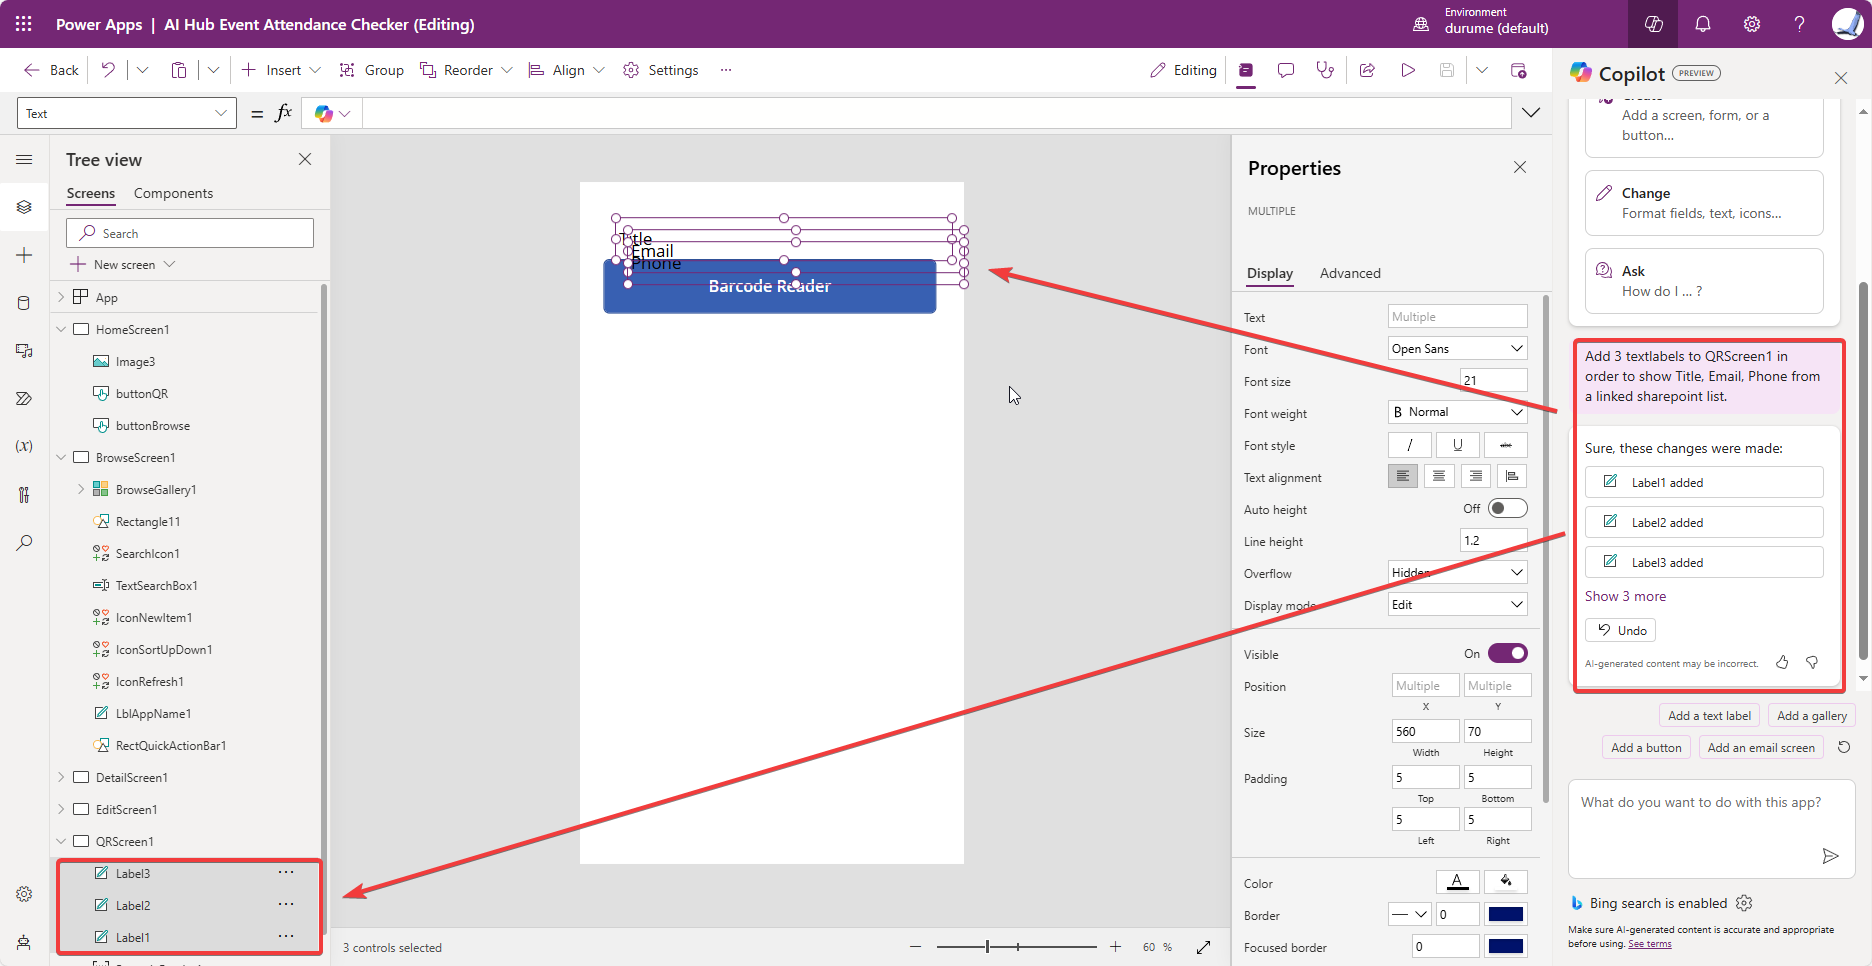 Power Apps | AI Hub Event Attendance Checker (Editing)
Environment
durume (default)
Back
Insert
Group
Reorder
Align
Settings
Editing
Text
= fx
Tree view
Screens
Components
Search
New screen
App
HomeScreen1
Image3
buttonQR
buttonBrowse
BrowseScreen1
BrowseGallery1
Rectangle11
SearchIcon1
TextSearchBox1
IconNewItem1
IconSortUpDown1
IconRefresh1
LblAppName1
RectQuickActionBar1
DetailScreen1
EditScreen1
QRScreen1
Label3
Label2
Label1
Title
Email
Phone
Barcode Reader
3 controls selected
60 %
Properties
MULTIPLE
Display
Advanced
Text
Multiple
Font
Open Sans
Font size
21
Font weight
B Normal
Font style
/ U abc
Text alignment
Auto height
Off
Line height
1.2
Overflow
Hidden
Display mode
Edit
Visible
On
Position
Multiple
Multiple
X
Y
Size
560
70
Width
Height
Padding
5
5
Top
Bottom
5
5
Left
Right
Color
A
Border
0
Focused border
0
Copilot
PREVIEW
Create
Add a screen, form, or a
button...
Change
Format fields, text, icons...
Ask
How do I ... ?
Add 3 textlabels to QRScreen1 in
order to show Title, Email, Phone from
a linked sharepoint list.
Sure, these changes were made:
Label1 added
Label2 added
Label3 added
Show 3 more
Undo
AI-generated content may be incorrect.
Add a text label
Add a gallery
Add a button
Add an email screen
What do you want to do with this app?
Bing search is enabled
Make sure AI-generated content is accurate and appropriate
before using. See terms